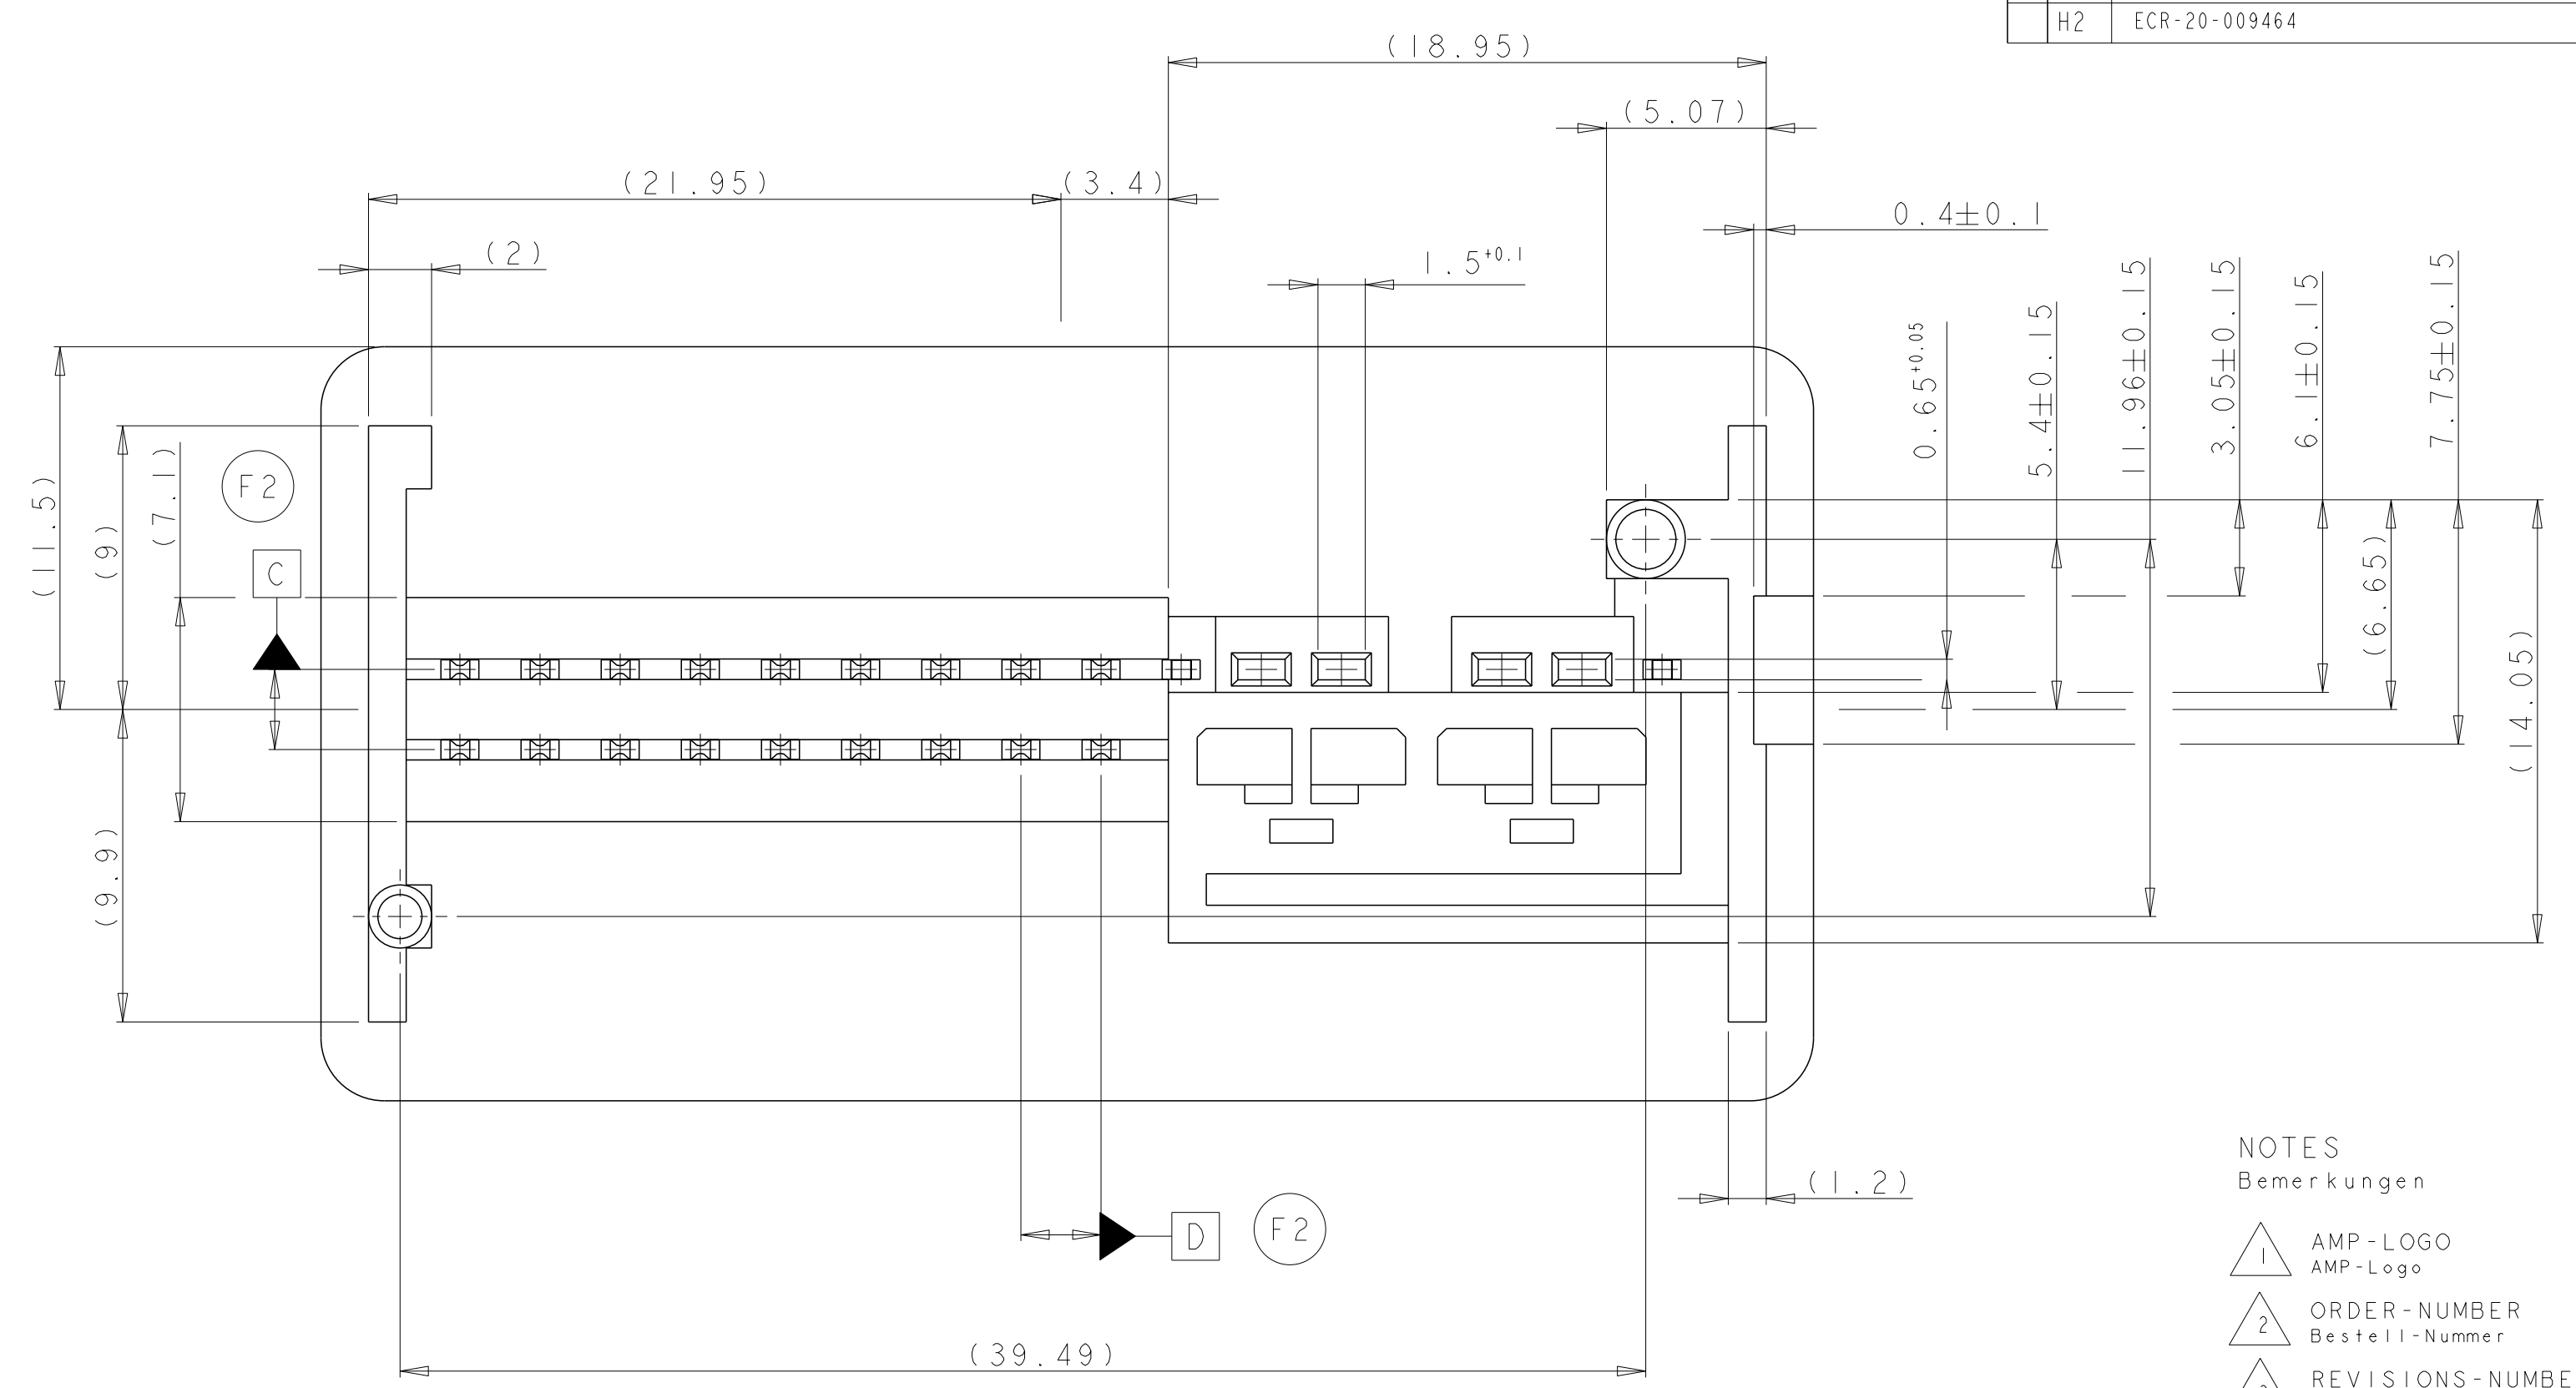 H2 ECR-20-009464
(18.95)
(5.07)
(21.95) (3.4)
0.4±0.1
(2)
1.5+0.1
0.65+0.05
5.4±0.15
11.96±0.15
3.05±0.15
6.1±0.15
7.75±0.15
(11.5)
(9)
(7.1)
F2
C
(6.65)
(14.05)
(9.9)
(1.2)
D F2
(39.49)
NOTES
Bemerkungen
1 AMP-LOGO
AMP-Logo
2 ORDER-NUMBER
Bestell-Nummer
REVISIONS-NUMBE